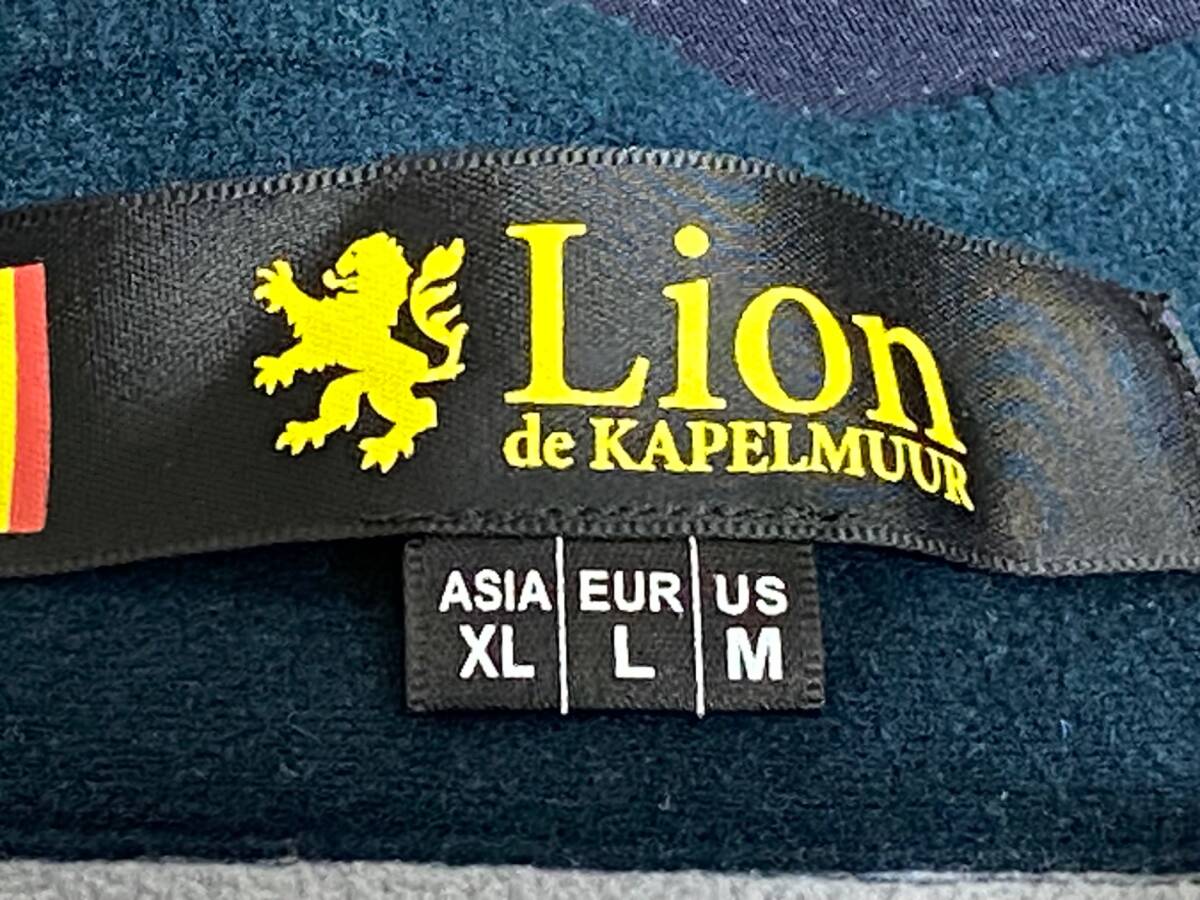 Lion
de KAPELMUUR
ASIA EUR US
XL L M